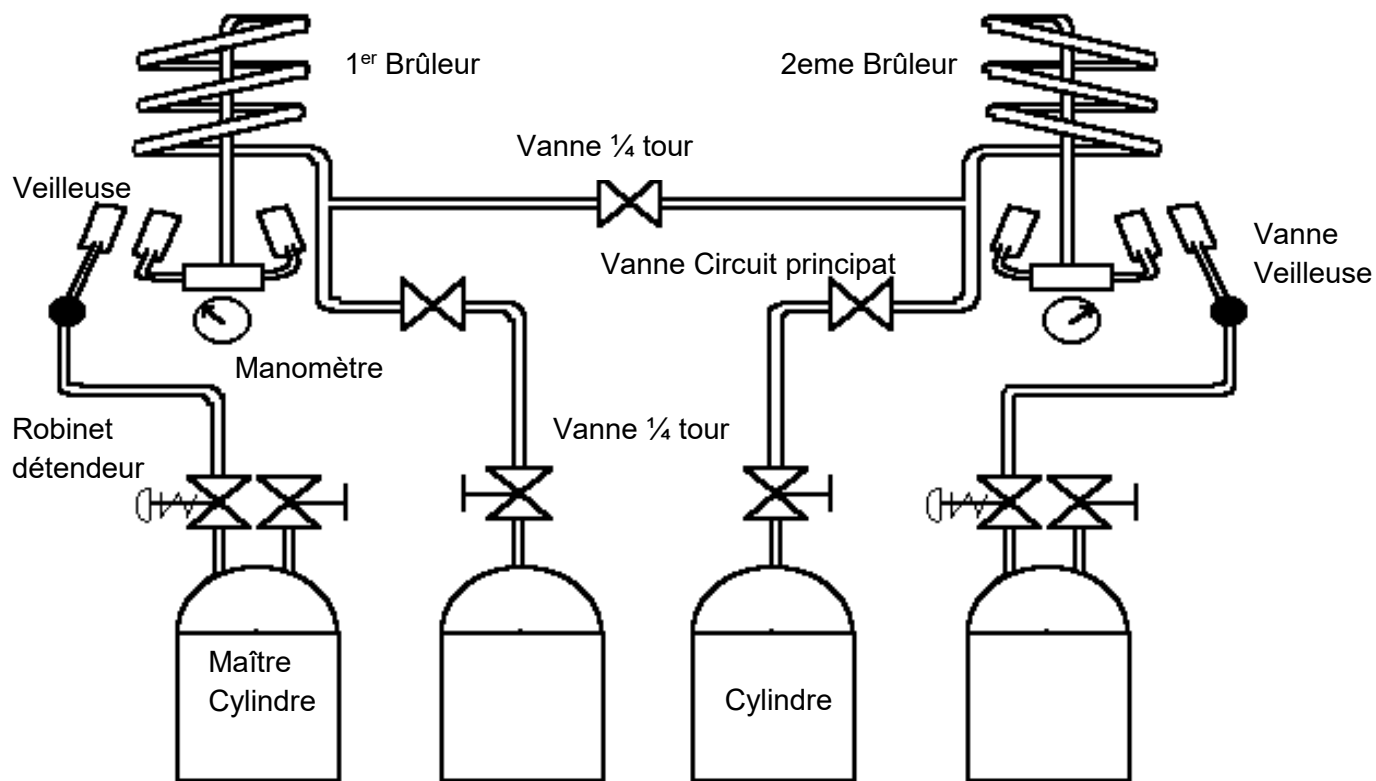 1er Brûleur
2eme Brûleur
Vanne ¼ tour
Veilleuse
Vanne
Veilleuse
Vanne Circuit principat
Manomètre
Robinet
détendeur
Vanne ¼ tour
Maître
Cylindre
Cylindre